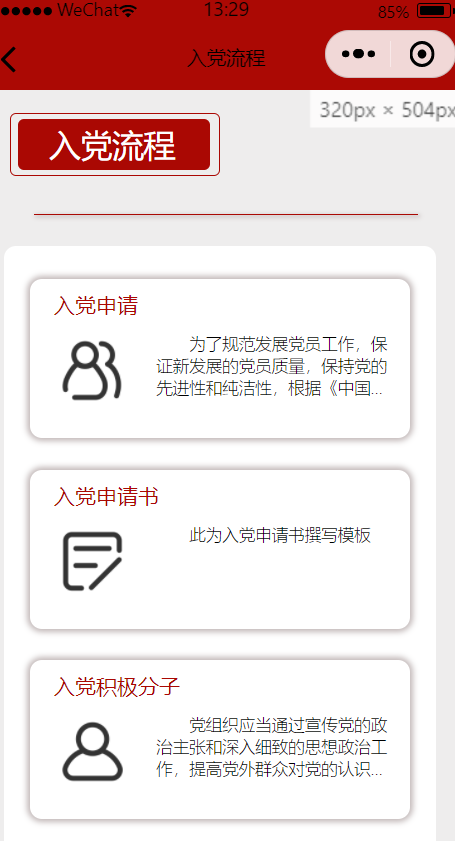 ●●●●● WeChat 13:29 85%
入党流程
320px × 504px
入党流程
入党申请
为了规范发展党员工作，保
证新发展的党员质量，保持党的
先进性和纯洁性，根据《中国...
入党申请书
此为入党申请书撰写模板
入党积极分子
党组织应当通过宣传党的政
治主张和深入细致的思想政治工
作，提高党外群众对党的认识...